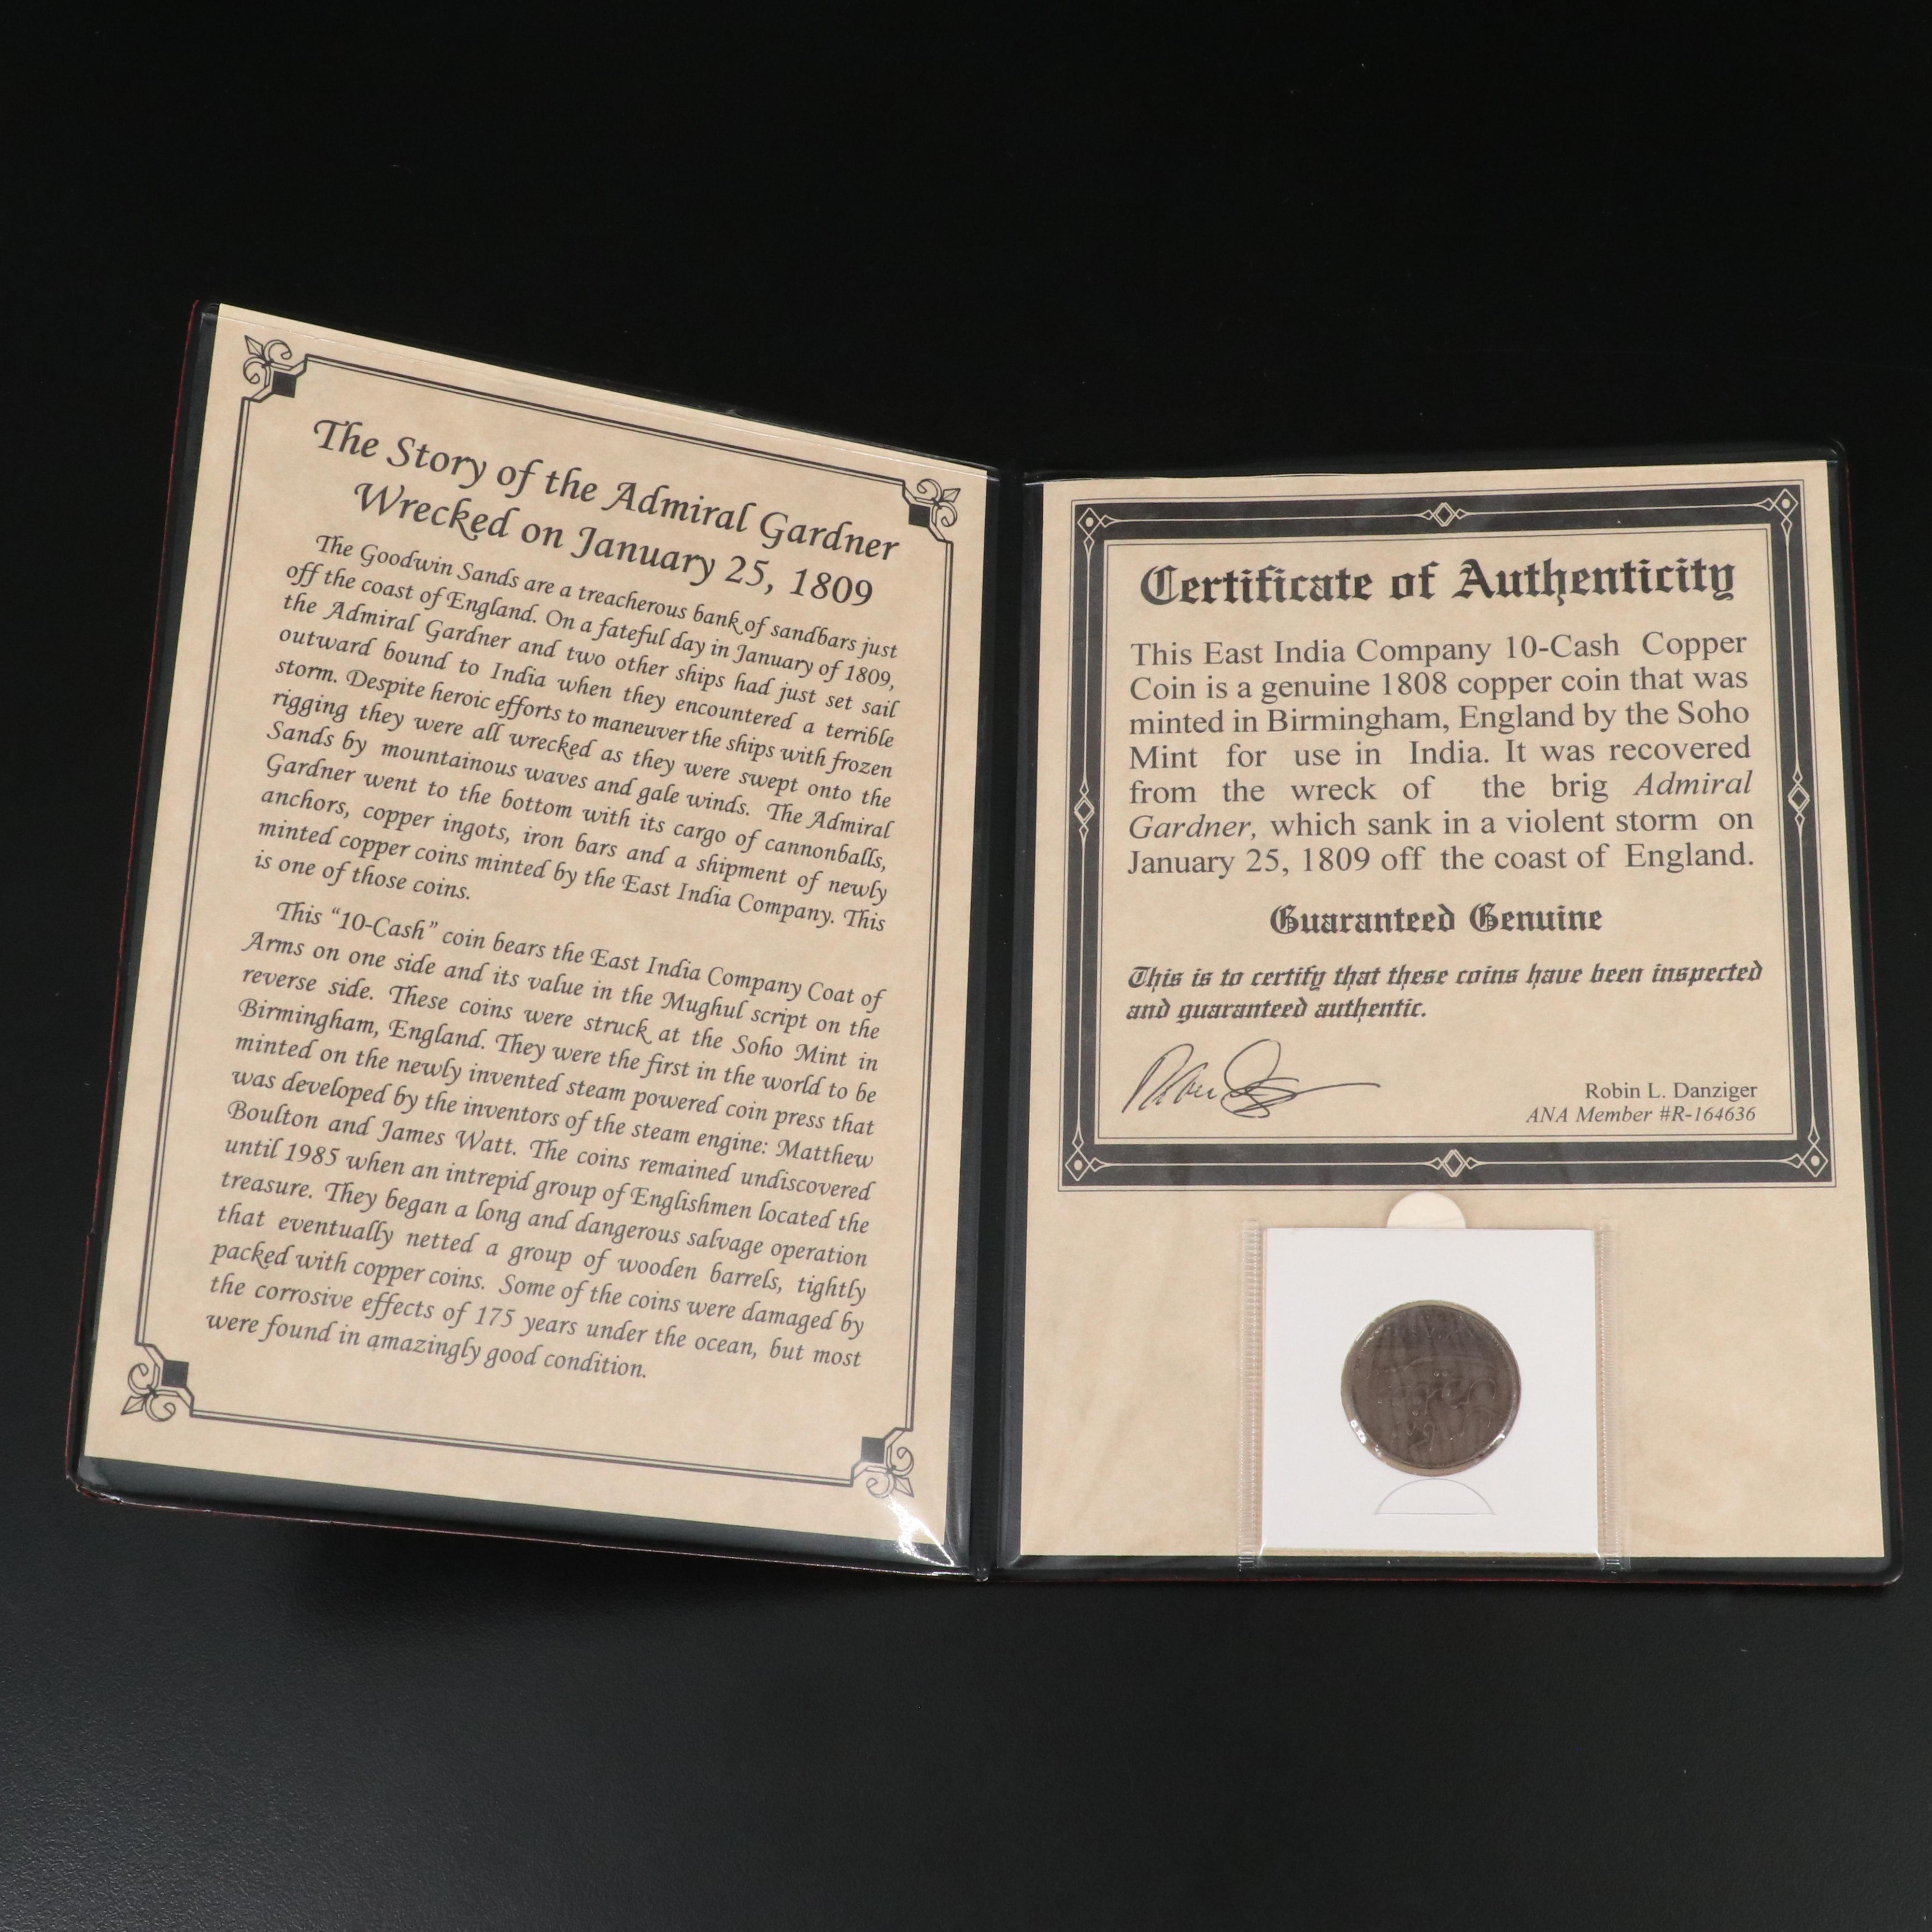 The Story of the Admiral Gardner
Wrecked on January 25, 1809
The Goodwin Sands are a treacherous bank of sandbars just
off the coast of England. On a fateful day in January of 1809,
the Admiral Gardner and two other ships had just set sail
outward bound to India when they encountered a terrible
storm. Despite heroic efforts to maneuver the ships with frozen
rigging they were all wrecked as they were swept onto the
Sands by mountainous waves and gale winds. The Admiral
Gardner went to the bottom with its cargo of cannonballs,
anchors, copper ingots, iron bars and a shipment of newly
minted copper coins minted by the East India Company. This
is one of those coins.
This "10-Cash" coin bears the East India Company Coat of
Arms on one side and its value in the Mughul script on the
reverse side. These coins were struck at the Soho Mint in
Birmingham, England. They were the first in the world to be
minted on the newly invented steam powered coin press that
was developed by the inventors of the steam engine: Matthew
Boulton and James Watt. The coins remained undiscovered
until 1985 when an intrepid group of Englishmen located the
treasure. They began a long and dangerous salvage operation
that eventually netted a group of wooden barrels, tightly
packed with copper coins. Some of the coins were damaged by
the corrosive effects of 175 years under the ocean, but most
were found in amazingly good condition.
Certificate of Authenticity
This East India Company 10-Cash Copper
Coin is a genuine 1808 copper coin that was
minted in Birmingham, England by the Soho
Mint for use in India. It was recovered
from the wreck of the brig Admiral
Gardner, which sank in a violent storm on
January 25, 1809 off the coast of England.
Guaranteed Genuine
This is to certify that these coins have been inspected
and guaranteed authentic.
Robin L. Danziger
ANA Member #R-164636